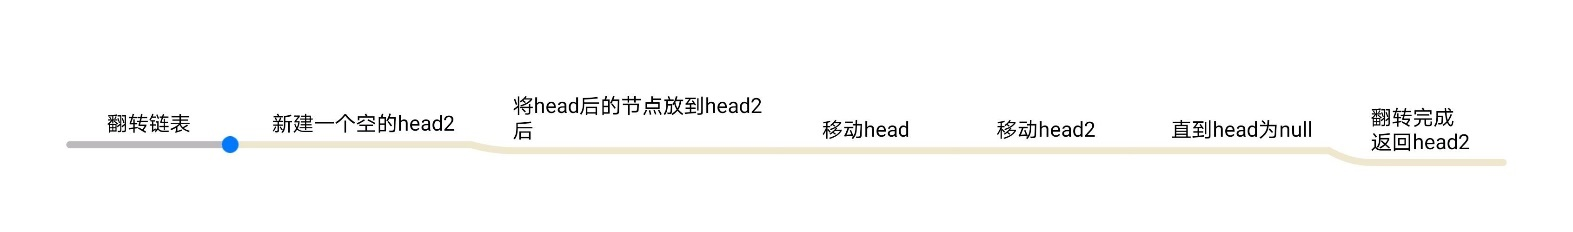 翻转链表
新建一个空的head2
将head后的节点放到head2
后
移动head
移动head2
直到head为null
翻转完成
返回head2